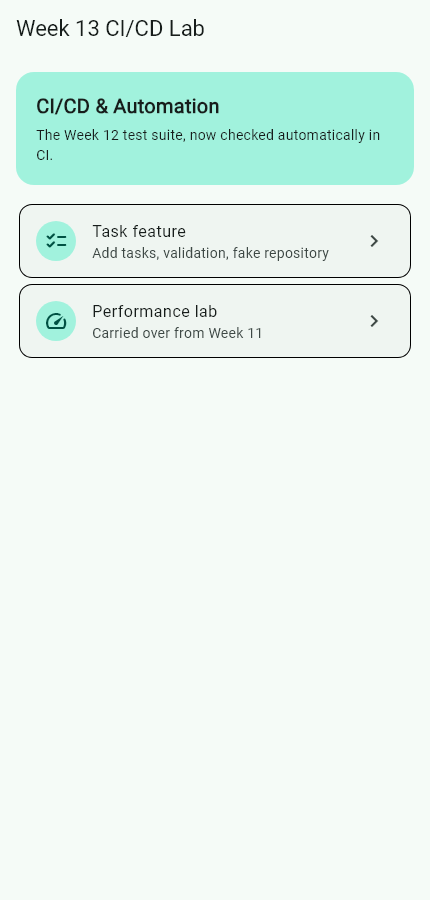 Week 13 CI/CD Lab
CI/CD & Automation
The Week 12 test suite, now checked automatically in
CI.
Task feature
Add tasks, validation, fake repository
Performance lab
Carried over from Week 11